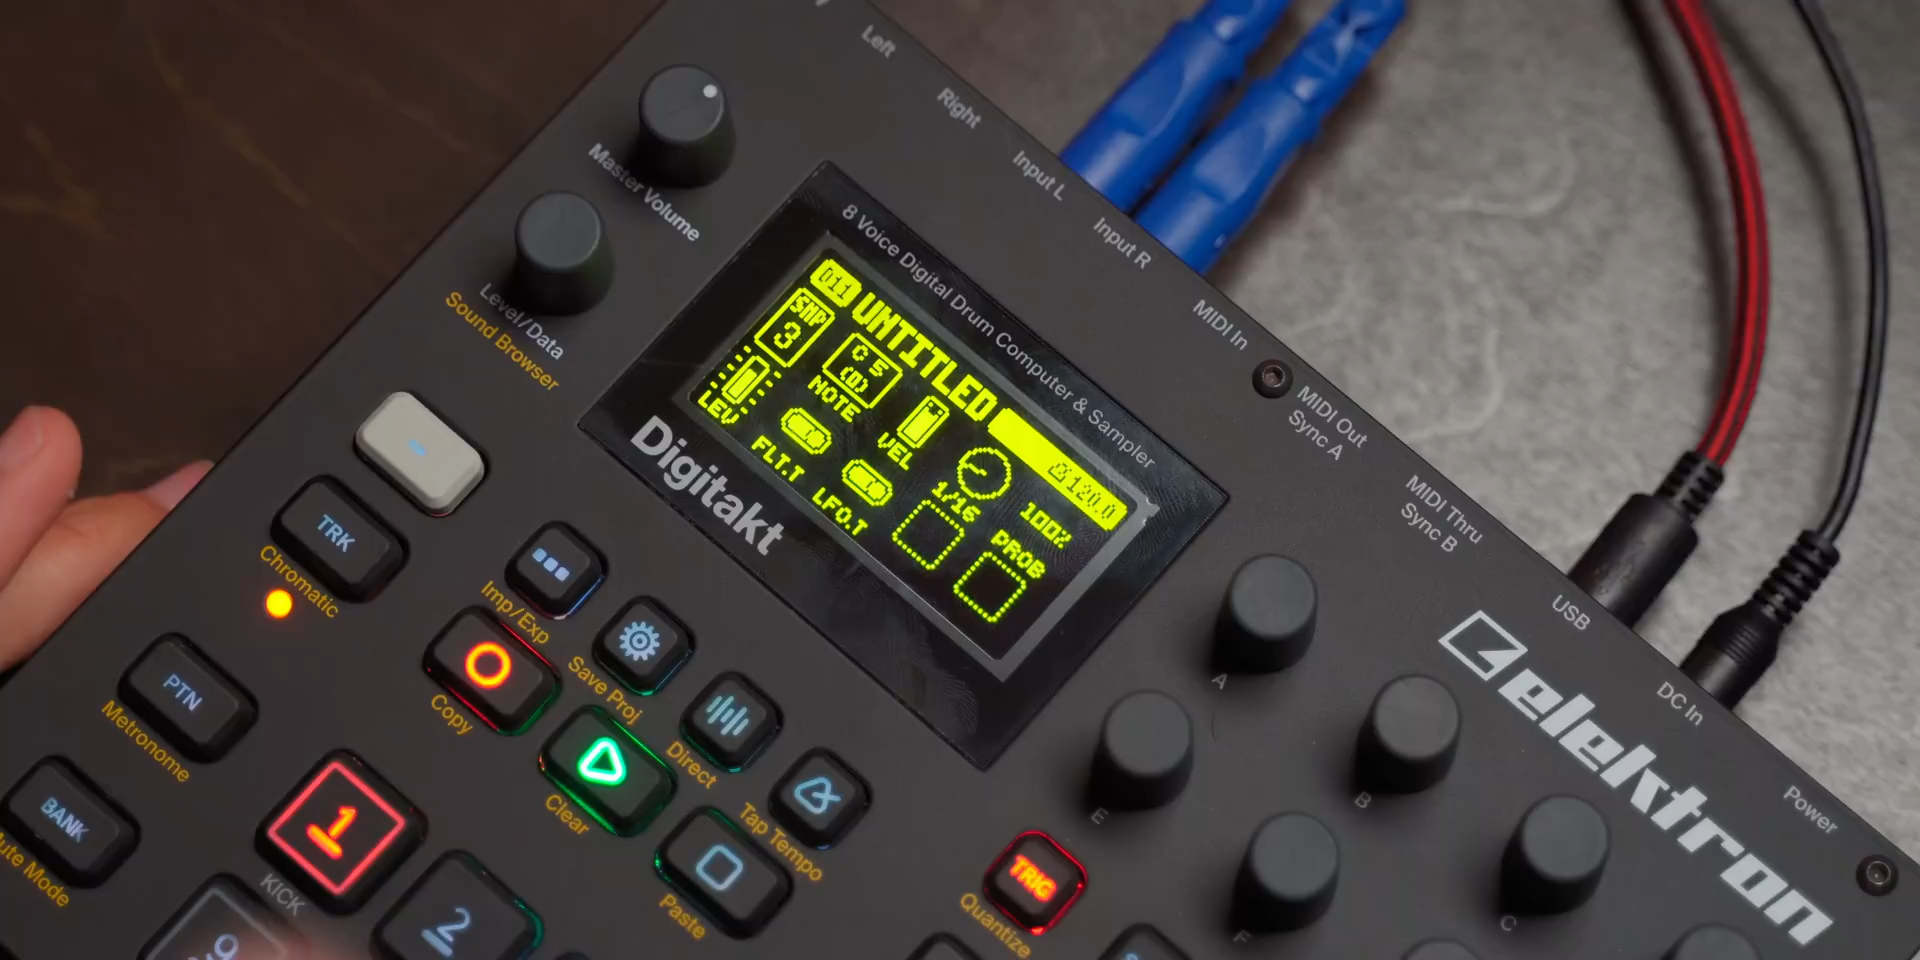 Left
Right
Input L
Input R
MIDI In
MIDI Out
Sync A
MIDI Thru
Sync B
USB
DC In
Power
Master Volume
Level/Data
Sound Browser
8 Voice Digital Drum Computer & Sampler
D11 UNTITLED 120.0
SMP
3
C 5
(0)
NOTE
VEL
1/16
100%
PROB
LEV
FLT.T
LFO.T
Digitakt
elektron
TRK
Chromatic
PTN
Metronome
BANK
Mode
Imp/Exp
Save Proj
Direct
Tap Tempo
Copy
Clear
Paste
1
KICK
2
9
TRIG
Quantize
A
B
C
E
F